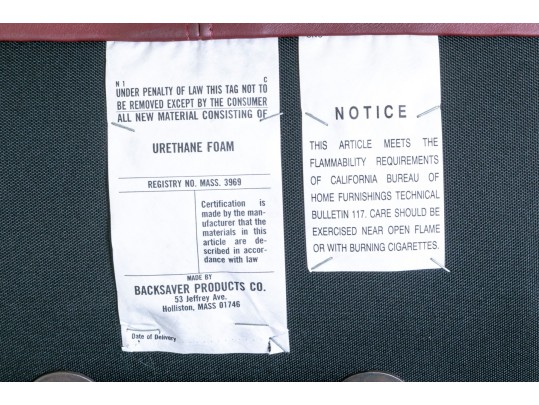 N 1 C
UNDER PENALTY OF LAW THIS TAG NOT TO
BE REMOVED EXCEPT BY THE CONSUMER
ALL NEW MATERIAL CONSISTING OF
URETHANE FOAM
REGISTRY NO. MASS. 3969
Certification is
made by the man-
ufacturer that the
materials in this
article are de-
scribed in accor-
dance with law
MADE BY
BACKSAVER PRODUCTS CO.
53 Jeffrey Ave.
Holliston, MASS 01746
Date of Delivery
NOTICE
THIS ARTICLE MEETS THE
FLAMMABILITY REQUIREMENTS
OF CALIFORNIA BUREAU OF
HOME FURNISHINGS TECHNICAL
BULLETIN 117. CARE SHOULD BE
EXERCISED NEAR OPEN FLAME
OR WITH BURNING CIGARETTES.